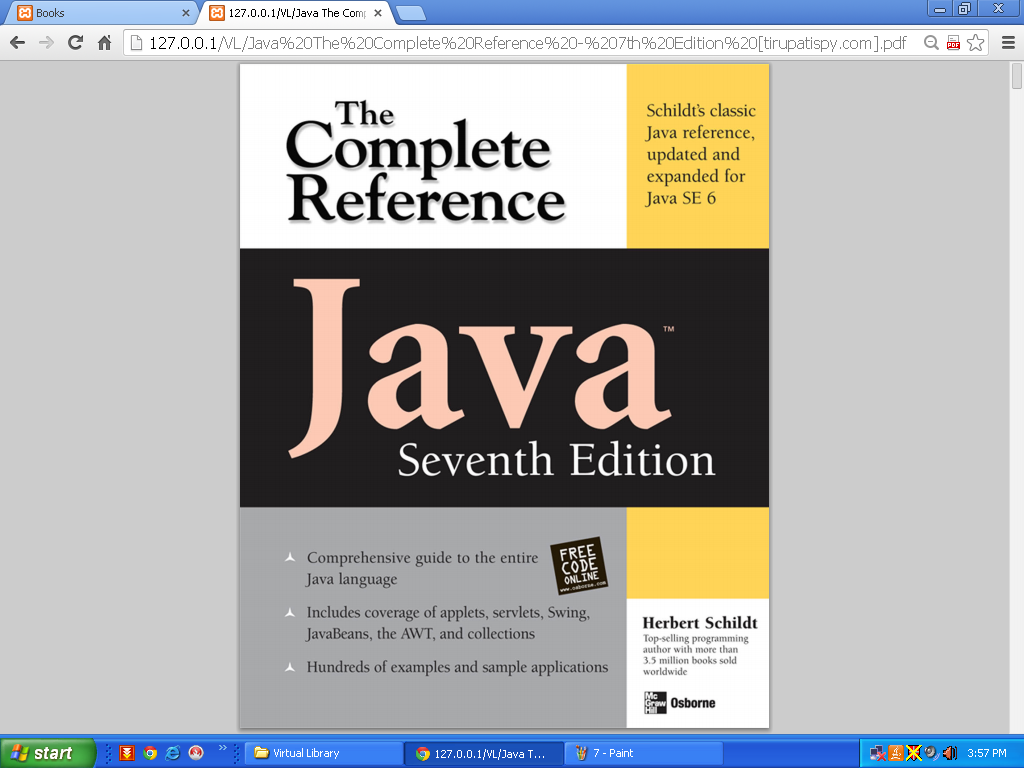 Books
127.0.0.1/VL/Java The Comp
127.0.0.1/VL/Java%20The%20Complete%20Reference%20-%207th%20Edition%20[tirupatispy.com].pdf
The
Complete
Reference
Schildt's classic
Java reference,
updated and
expanded for
Java SE 6
Java™
Seventh Edition
Comprehensive guide to the entire
Java language
FREE
CODE
ONLINE
www.osborne.com
Includes coverage of applets, servlets, Swing,
JavaBeans, the AWT, and collections
Hundreds of examples and sample applications
Herbert Schildt
Top-selling programming
author with more than
3.5 million books sold
worldwide
Mc
Graw
Hill
Osborne
start
Virtual Library
127.0.0.1/VL/Java T...
7 - Paint
3:57 PM